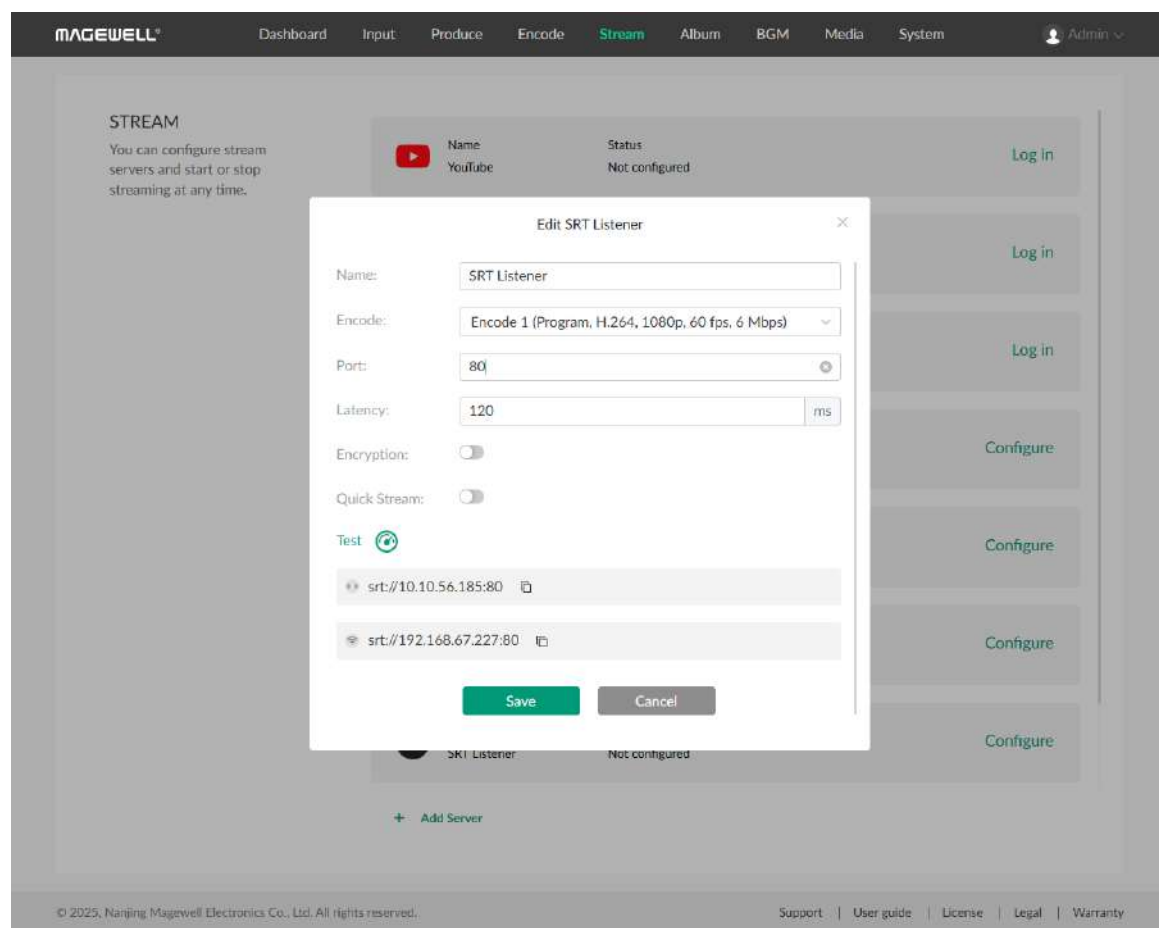 MAGEWELL®
Dashboard Input Produce Encode Stream Album BGM Media System Admin
STREAM
You can configure stream
servers and start or stop
streaming at any time.
Name Status
YouTube Not configured
Log in
Log in
Log in
Configure
Configure
Configure
Edit SRT Listener
Name: SRT Listener
Encode: Encode 1 (Program, H.264, 1080p, 60 fps, 6 Mbps)
Port: 80
Latency: 120 ms
Encryption:
Quick Stream:
Test
srt://10.10.56.185:80
srt://192.168.67.227:80
Save Cancel
SRT Listener Not configured
Configure
+ Add Server
© 2025, Nanjing Magewell Electronics Co., Ltd. All rights reserved.
Support | User guide | License | Legal | Warranty